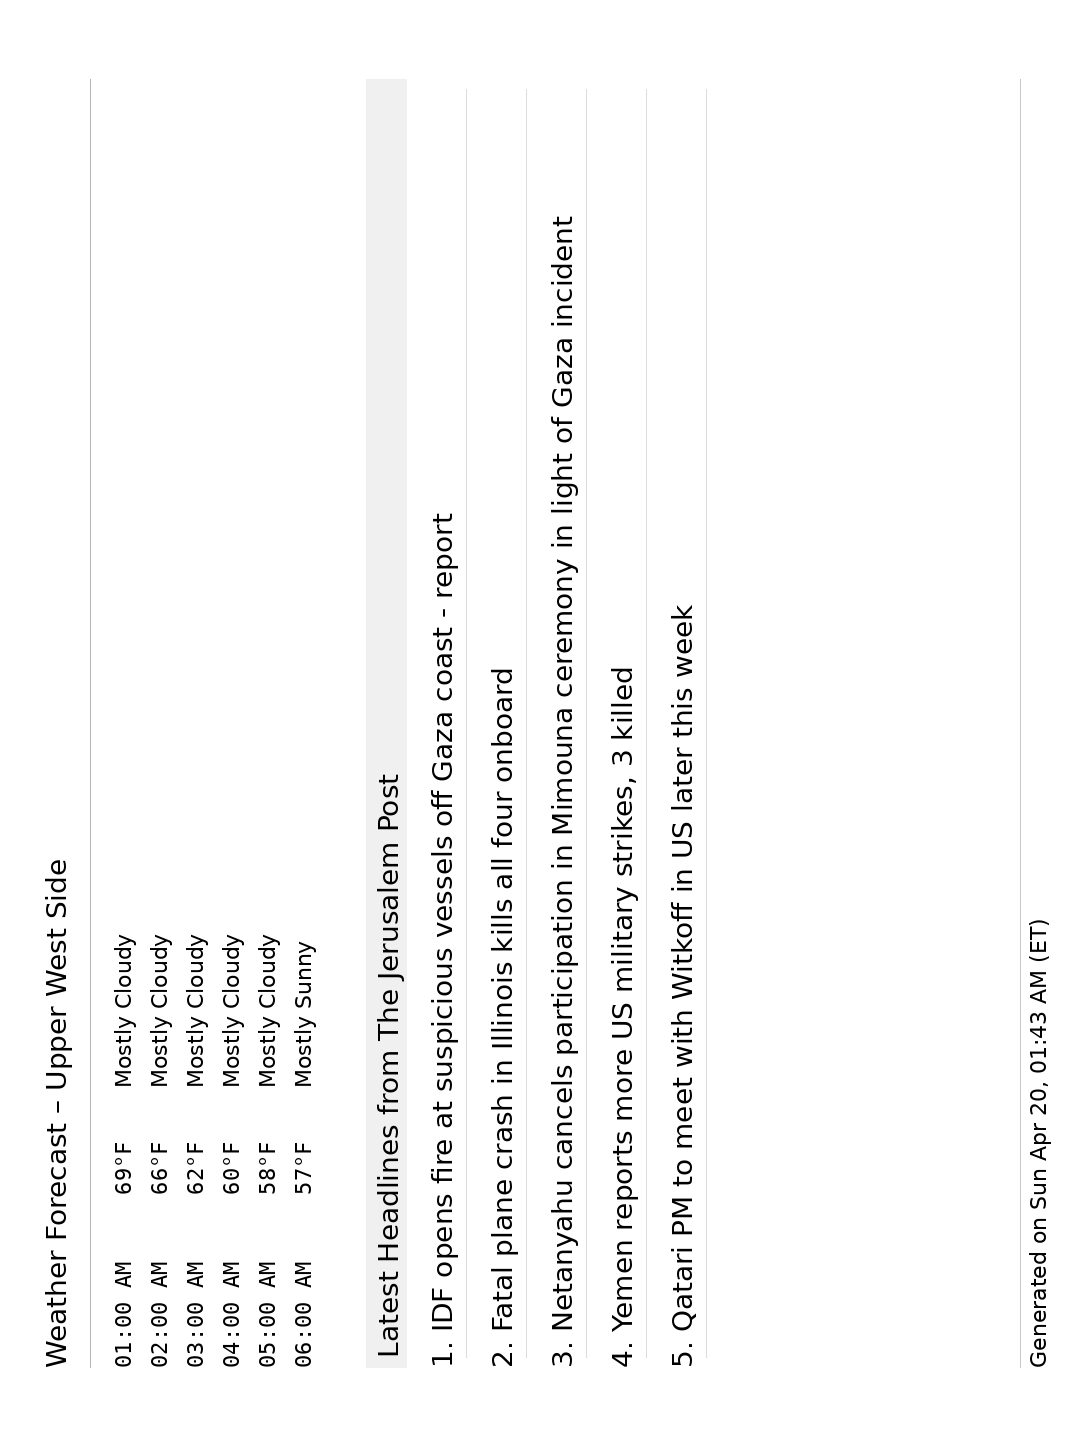 Weather Forecast – Upper West Side
01:00 AM 69°F Mostly Cloudy
02:00 AM 66°F Mostly Cloudy
03:00 AM 62°F Mostly Cloudy
04:00 AM 60°F Mostly Cloudy
05:00 AM 58°F Mostly Cloudy
06:00 AM 57°F Mostly Sunny
Latest Headlines from The Jerusalem Post
1. IDF opens fire at suspicious vessels off Gaza coast - report
2. Fatal plane crash in Illinois kills all four onboard
3. Netanyahu cancels participation in Mimouna ceremony in light of Gaza incident
4. Yemen reports more US military strikes, 3 killed
5. Qatari PM to meet with Witkoff in US later this week
Generated on Sun Apr 20, 01:43 AM (ET)